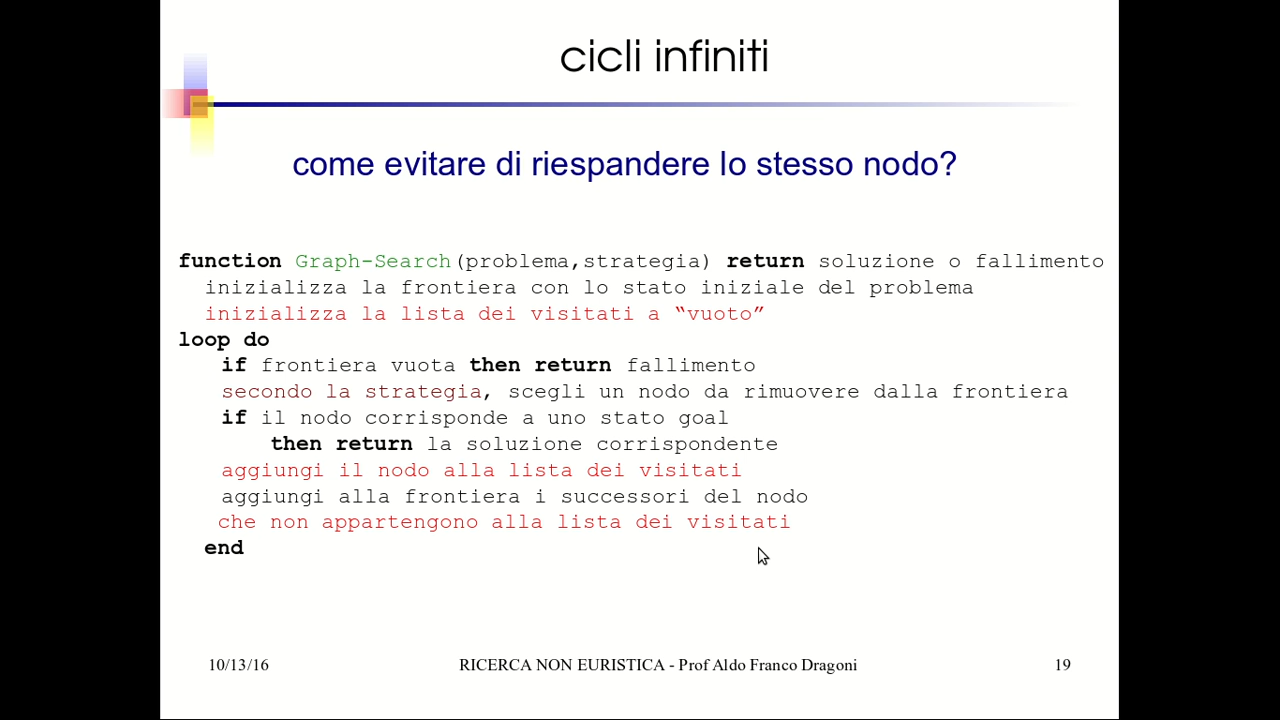 cicli infiniti
come evitare di riespandere lo stesso nodo?
function Graph-Search(problema,strategia) return soluzione o fallimento
inizializza la frontiera con lo stato iniziale del problema
inizializza la lista dei visitati a “vuoto”
loop do
if frontiera vuota then return fallimento
secondo la strategia, scegli un nodo da rimuovere dalla frontiera
if il nodo corrisponde a uno stato goal
then return la soluzione corrispondente
aggiungi il nodo alla lista dei visitati
aggiungi alla frontiera i successori del nodo
che non appartengono alla lista dei visitati
end
10/13/16 RICERCA NON EURISTICA - Prof Aldo Franco Dragoni 19